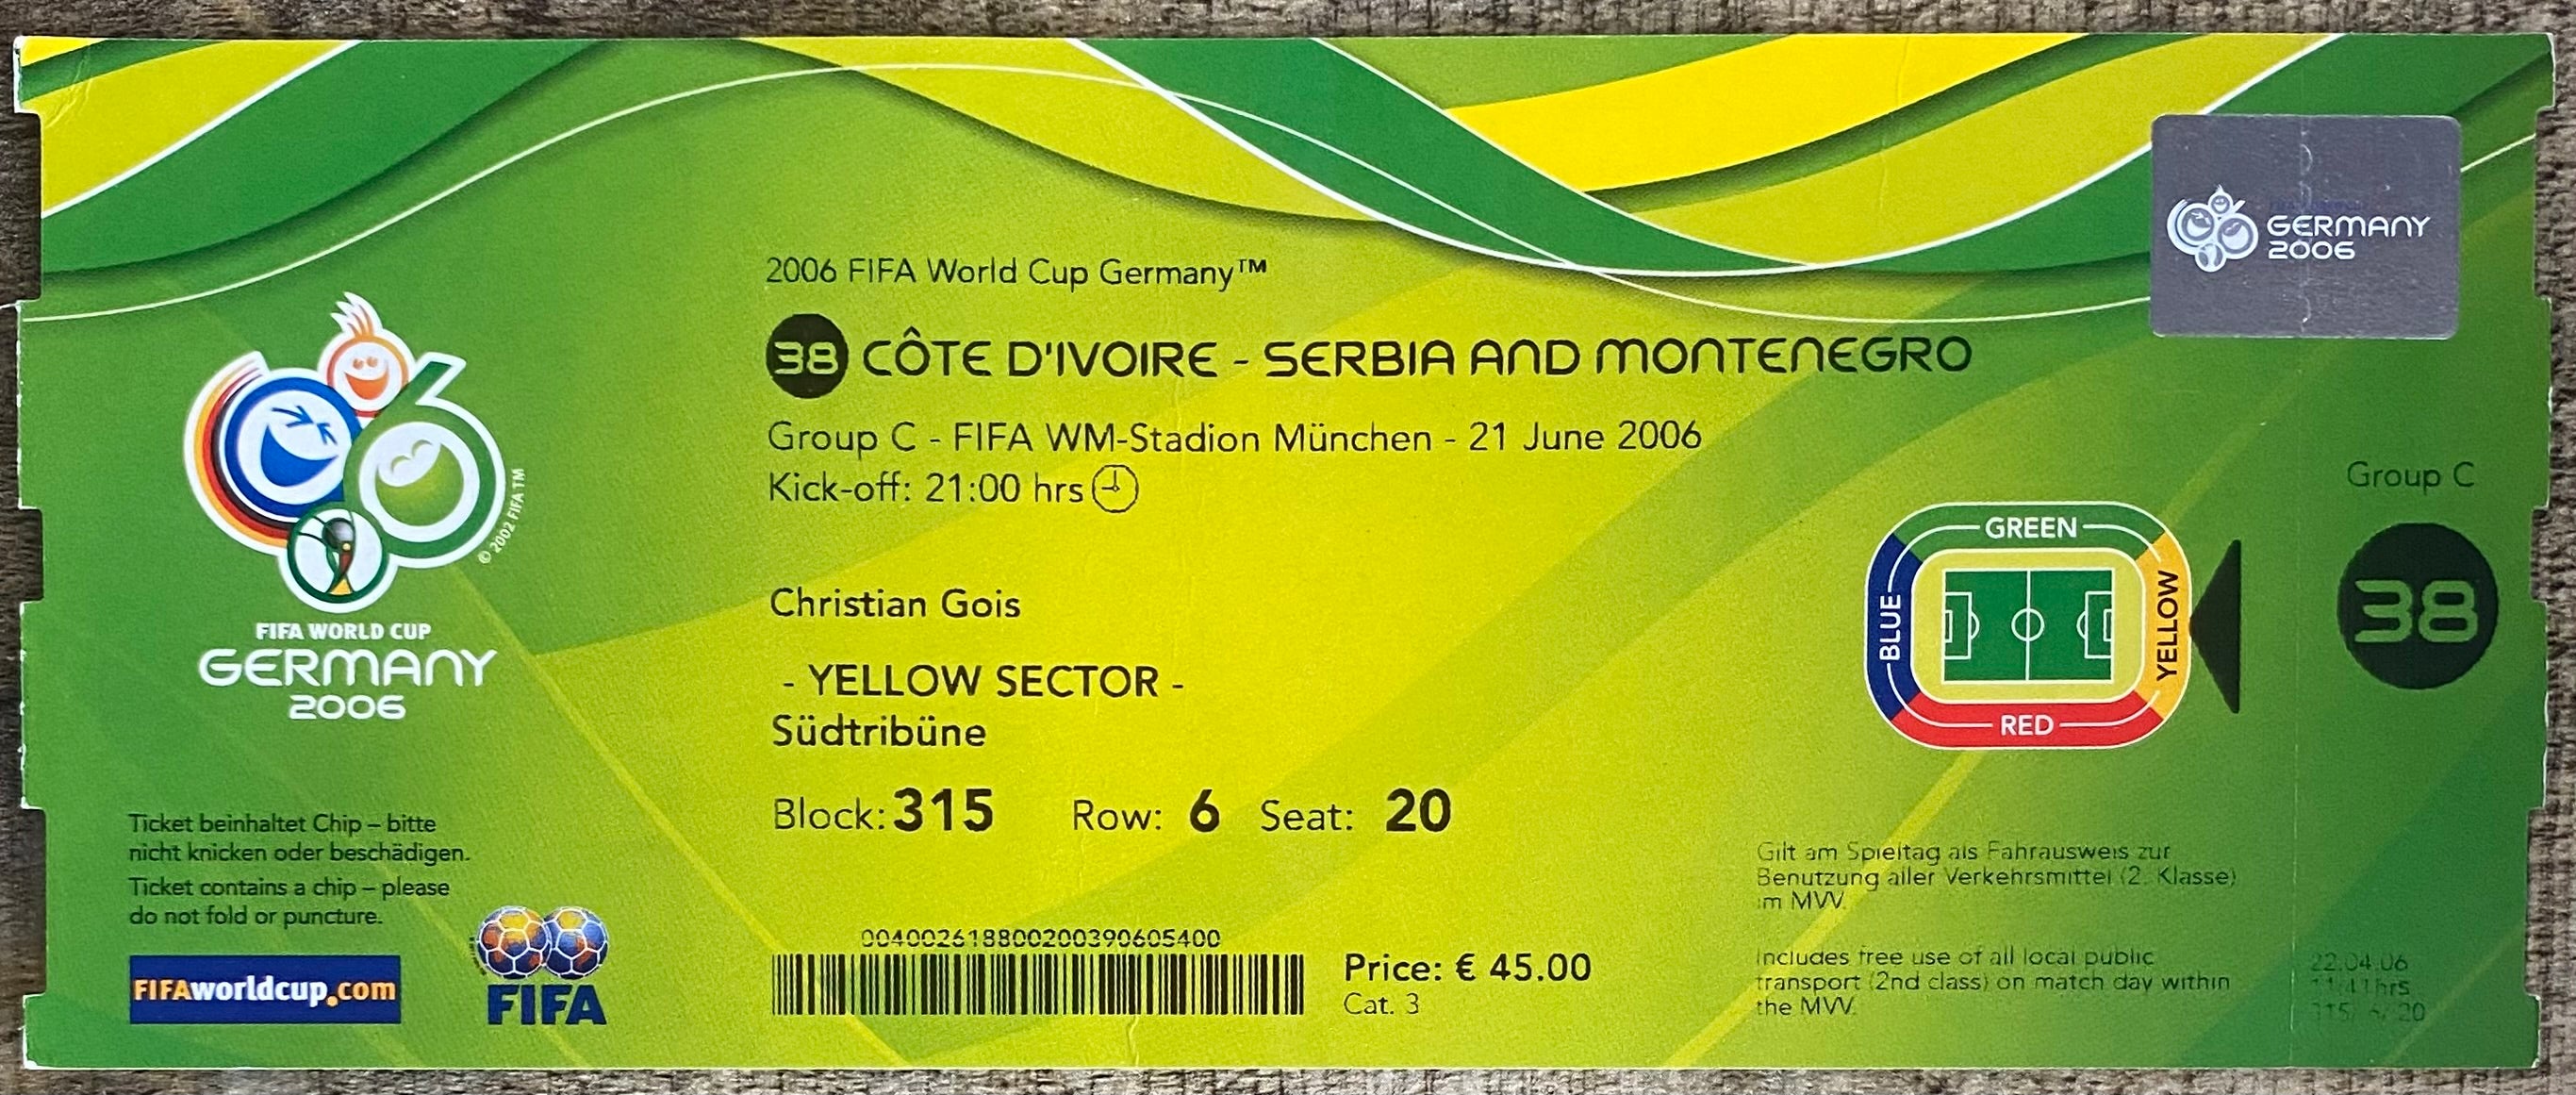 GERMANY
2006
2006 FIFA World Cup Germany™
38 CÔTE D'IVOIRE - SERBIA AND MONTENEGRO
Group C - FIFA WM-Stadion München - 21 June 2006
Kick-off: 21:00 hrs
© 2002 FIFA TM
FIFA WORLD CUP
GERMANY
2006
Christian Gois
- YELLOW SECTOR -
Südtribüne
Block: 315 Row: 6 Seat: 20
GREEN
BLUE
YELLOW
RED
Group C
38
Ticket beinhaltet Chip – bitte
nicht knicken oder beschädigen.
Ticket contains a chip – please
do not fold or puncture.
FIFAworldcup.com
FIFA
00400261880020039060540​0
Price: € 45.00
Cat. 3
Gilt am Spieltag als Fahrausweis zur
Benutzung aller Verkehrsmittel (2. Klasse)
im MVV.
Includes free use of all local public
transport (2nd class) on match day within
the MVV.
22.04.06
11:41hrs